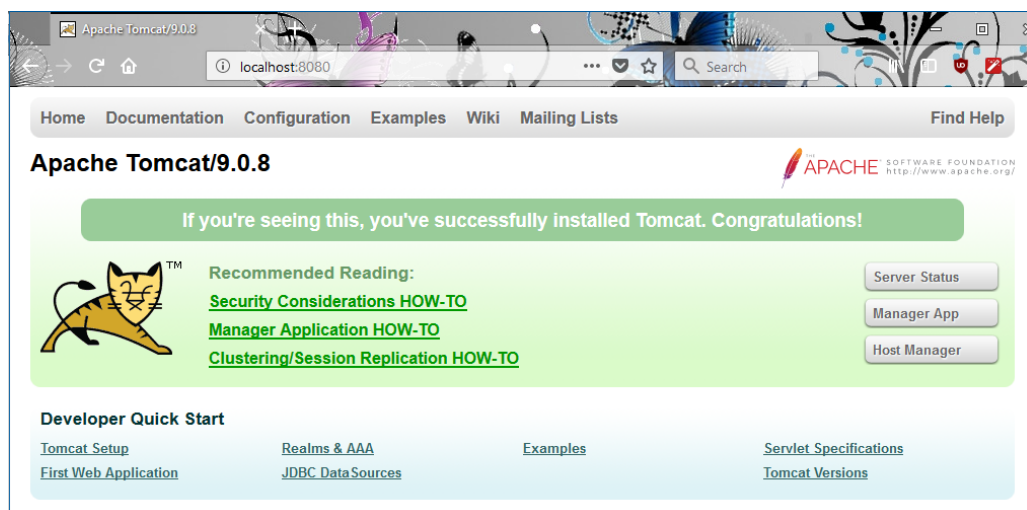 Apache Tomcat/9.0.8
localhost:8080
Search
Home Documentation Configuration Examples Wiki Mailing Lists Find Help
Apache Tomcat/9.0.8
THE APACHE SOFTWARE FOUNDATION
http://www.apache.org/
If you're seeing this, you've successfully installed Tomcat. Congratulations!
TM
Recommended Reading:
Security Considerations HOW-TO
Manager Application HOW-TO
Clustering/Session Replication HOW-TO
Server Status
Manager App
Host Manager
Developer Quick Start
Tomcat Setup
First Web Application
Realms & AAA
JDBC DataSources
Examples
Servlet Specifications
Tomcat Versions